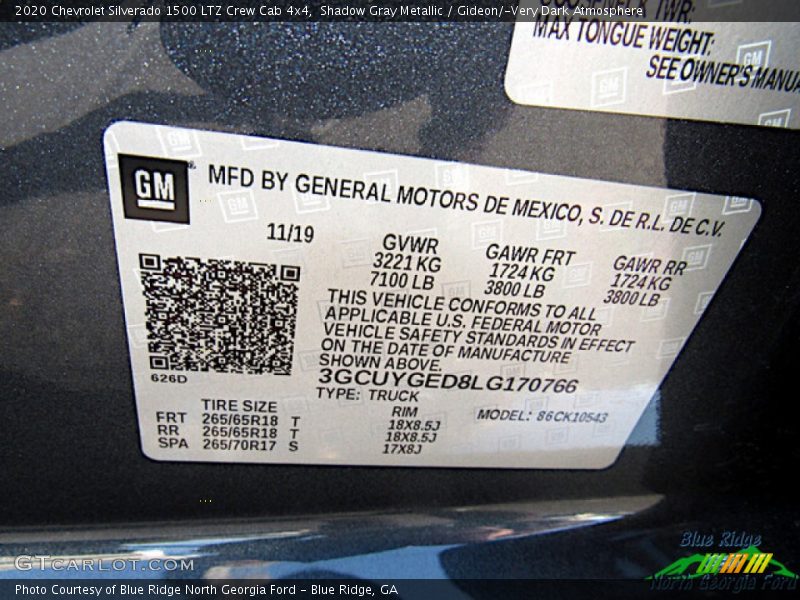 2020 Chevrolet Silverado 1500 LTZ Crew Cab 4x4, Shadow Gray Metallic / Gideon/­Very Dark Atmosphere
TWR:
MAX TONGUE WEIGHT:
SEE OWNER'S MANUA
GM
MFD BY GENERAL MOTORS DE MEXICO, S. DE R.L. DE C.V.
11/19
GVWR GAWR FRT GAWR RR
3221 KG 1724 KG 1724 KG
7100 LB 3800 LB 3800 LB
THIS VEHICLE CONFORMS TO ALL
APPLICABLE U.S. FEDERAL MOTOR
VEHICLE SAFETY STANDARDS IN EFFECT
ON THE DATE OF MANUFACTURE
SHOWN ABOVE.
626D
3GCUYGED8LG170766
TYPE: TRUCK
MODEL: 86CK10543
TIRE SIZE RIM
FRT 265/65R18 T 18X8.5J
RR 265/65R18 T 18X8.5J
SPA 265/70R17 S 17X8J
GTCARLOT.COM
Blue Ridge
North Georgia Ford
Photo Courtesy of Blue Ridge North Georgia Ford - Blue Ridge, GA